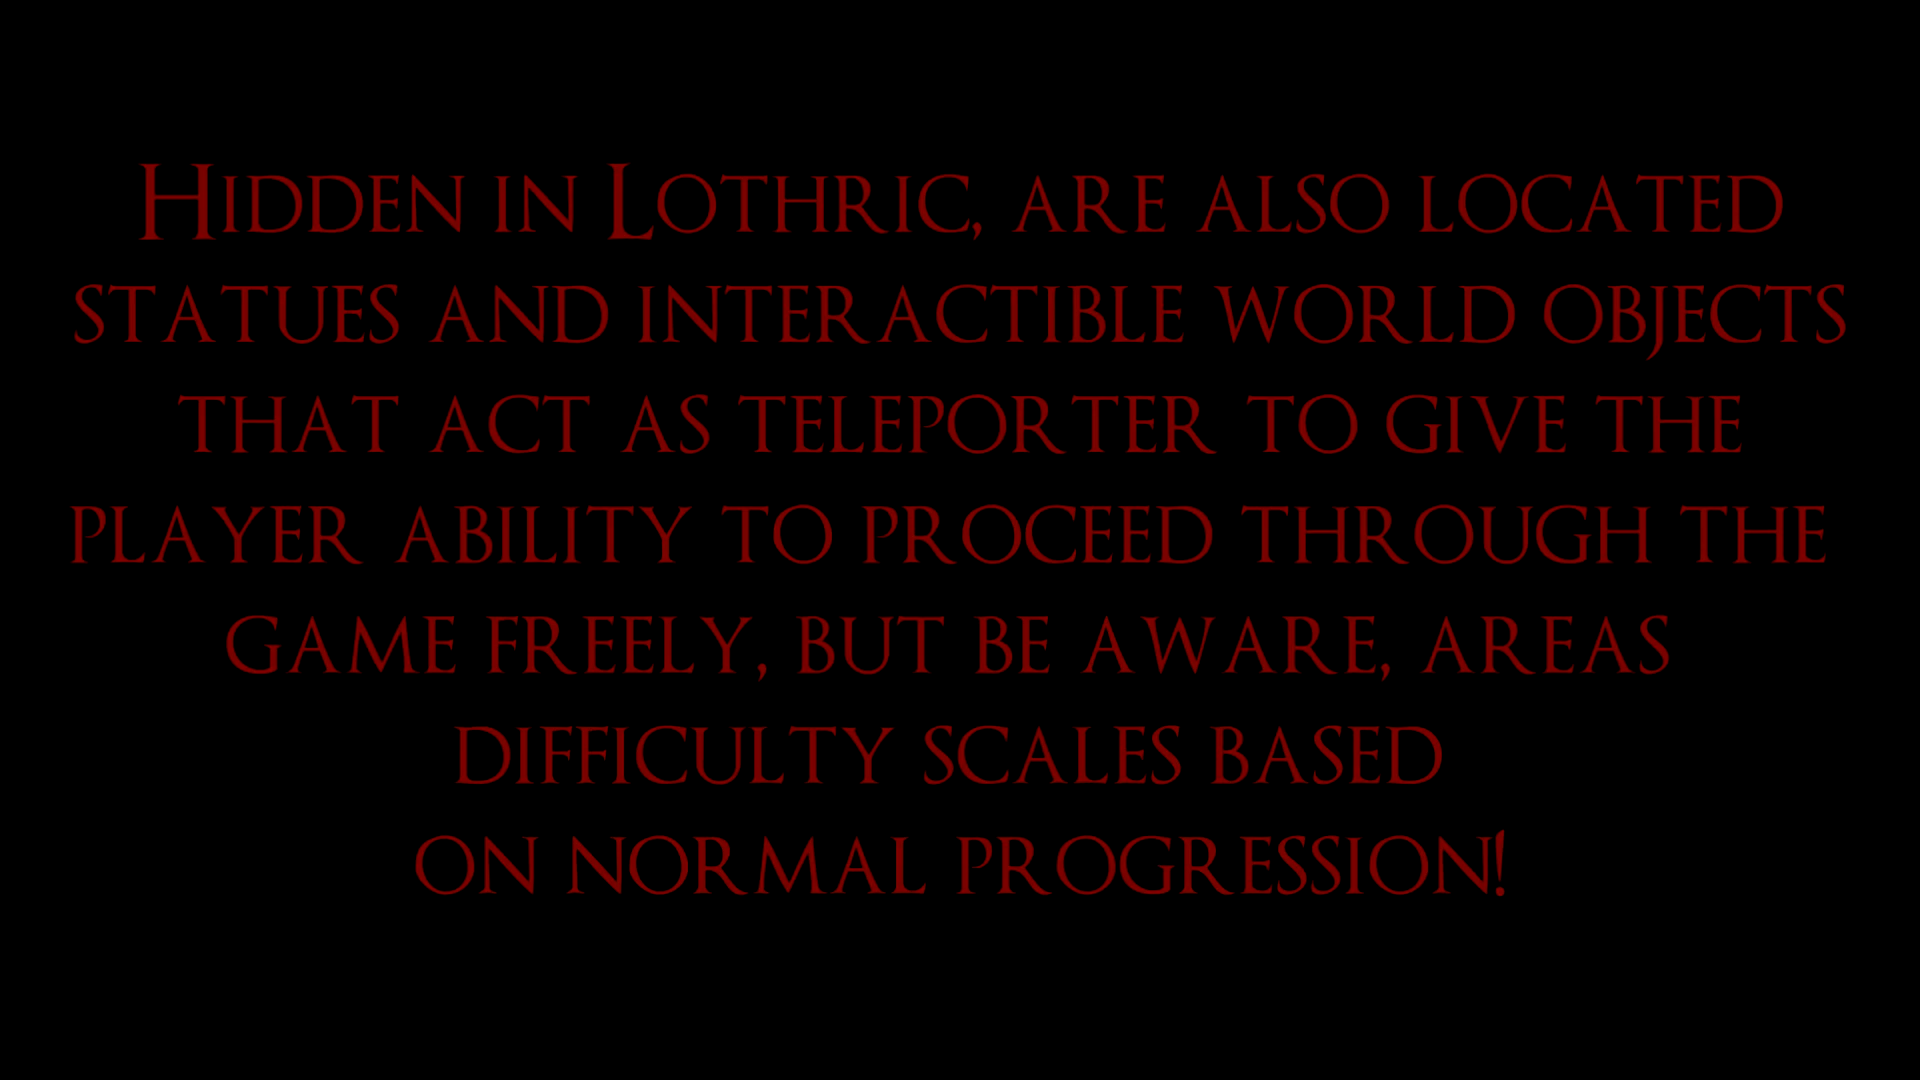 Hidden in Lothric, are also located
statues and interactible world objects
that act as teleporter to give the
player ability to proceed through the
game freely, but be aware, areas
difficulty scales based
on normal progression!